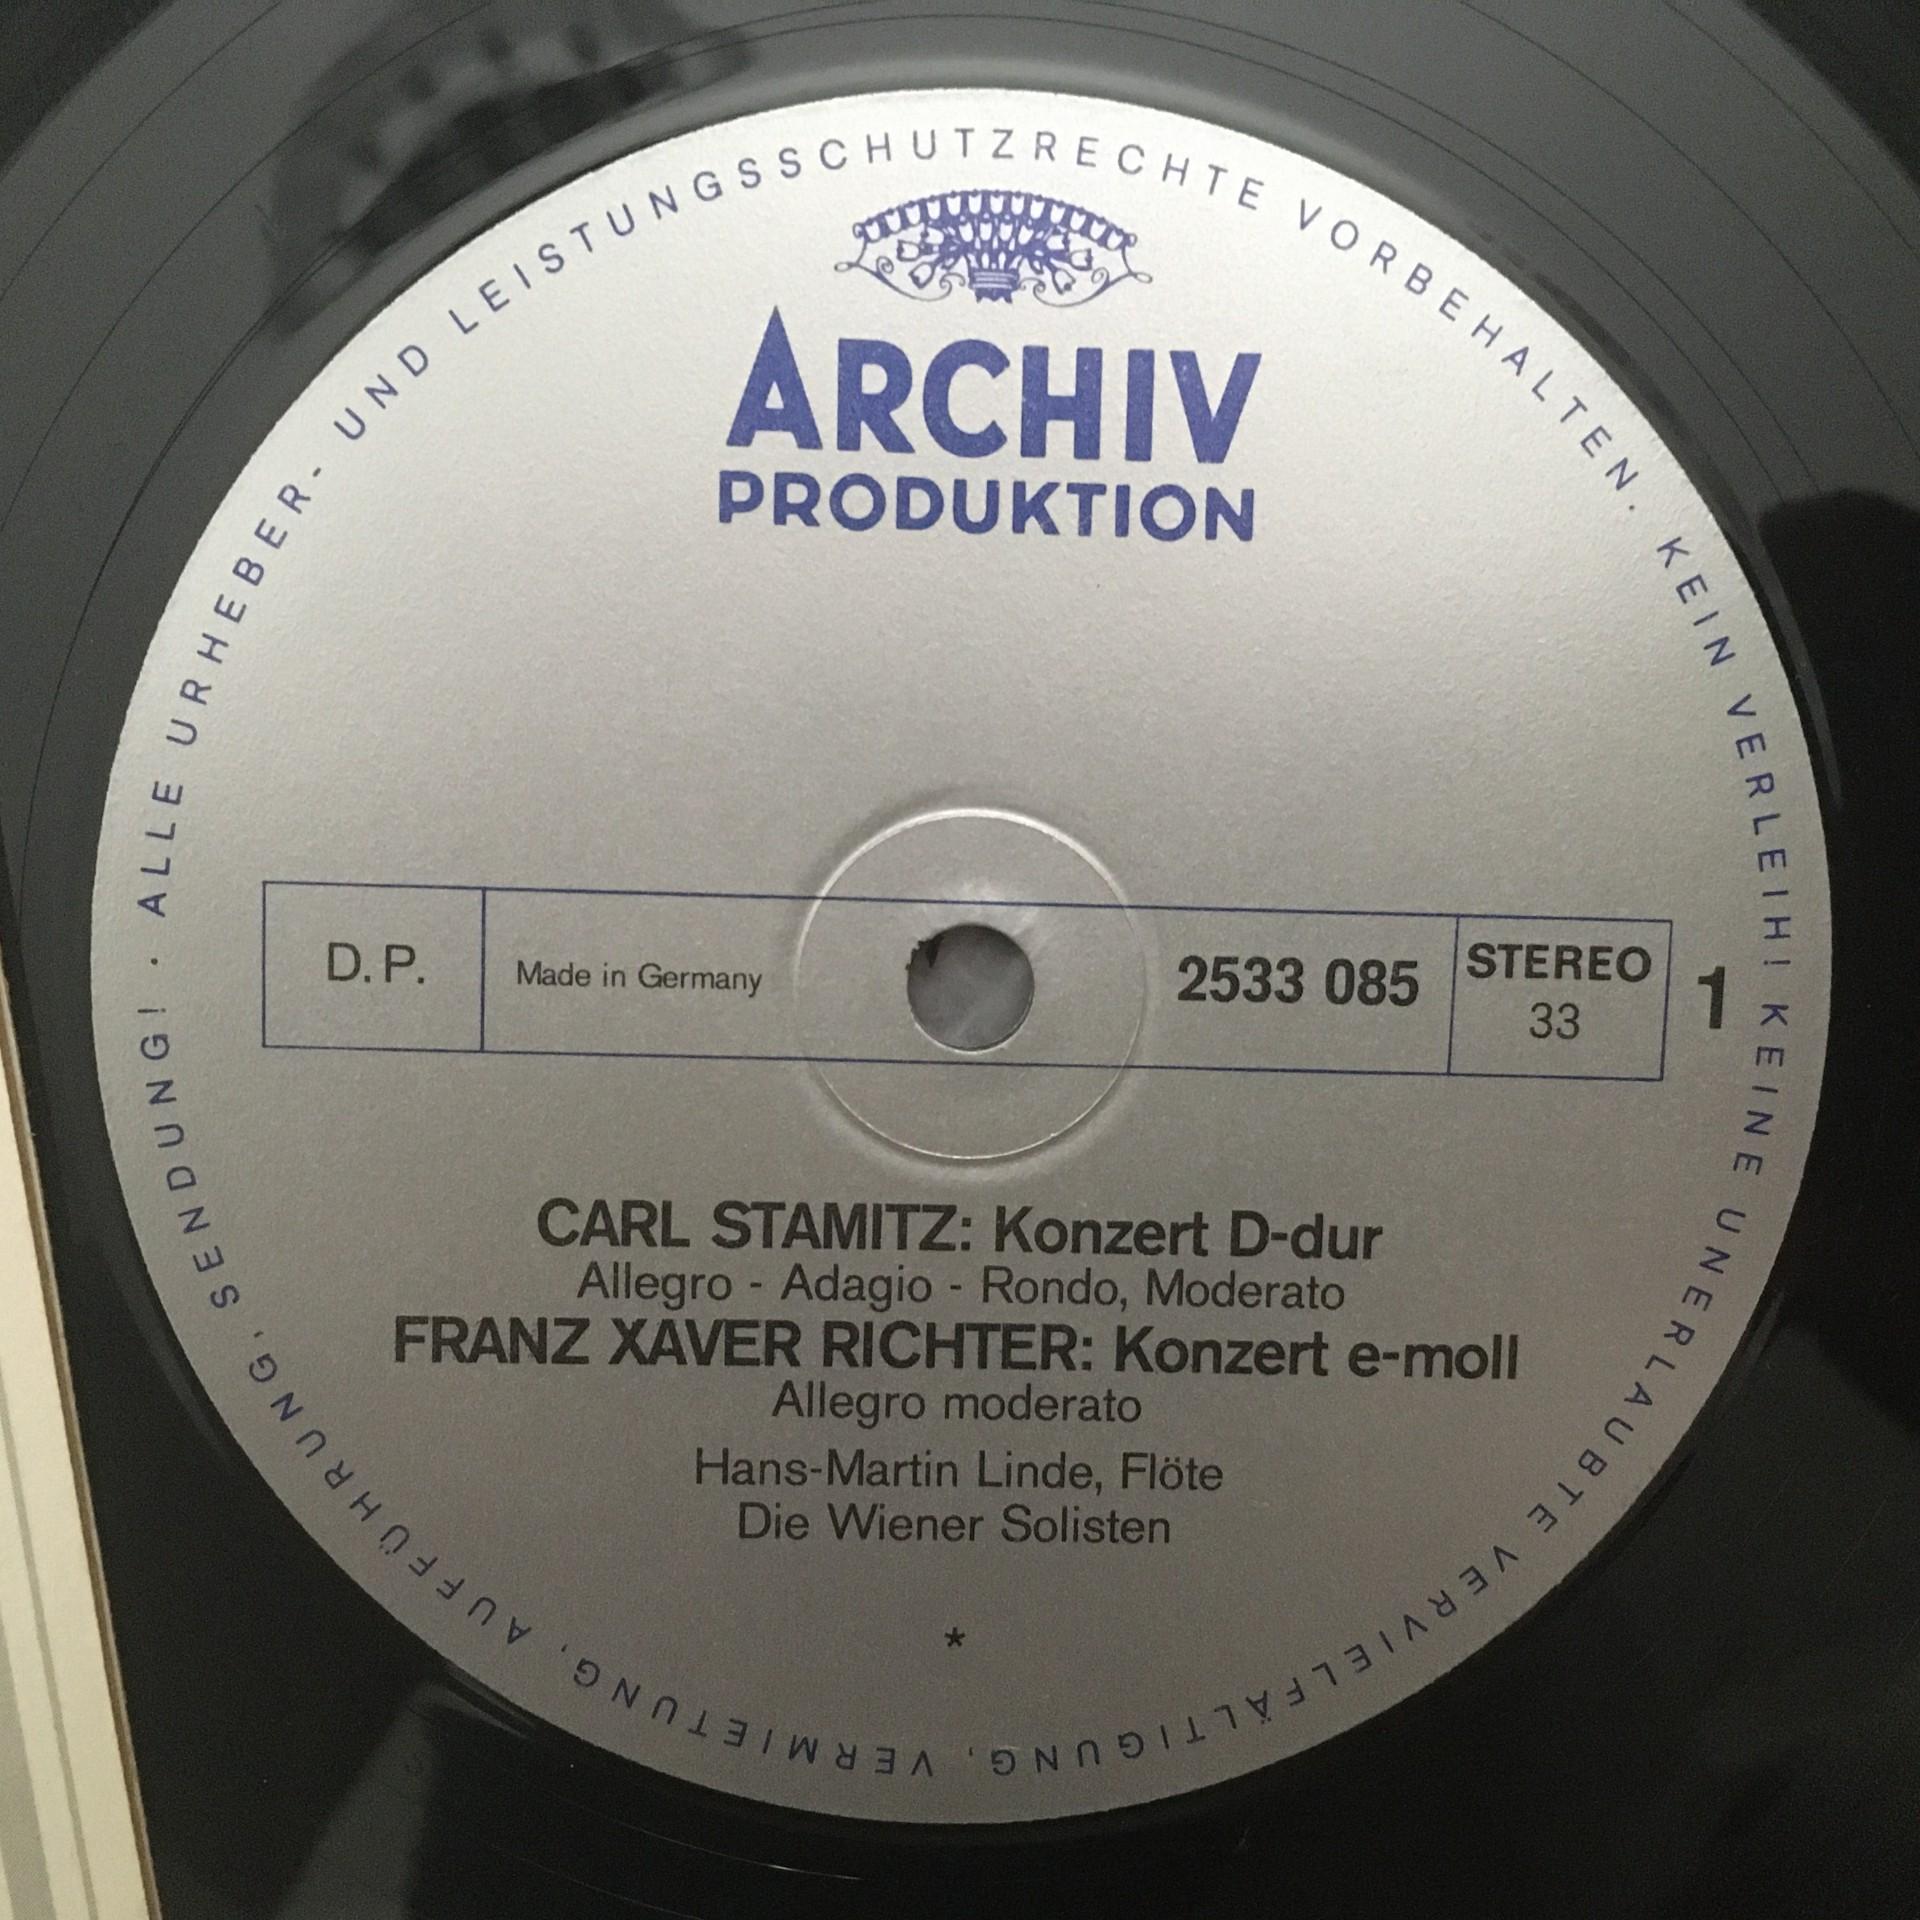 ALLE URHEBER- UND LEISTUNGSSCHUTZRECHTE VORBEHALTEN. KEIN VERLEIH! KEINE UNERLAUBTE VERVIELFÄLTIGUNG, VERMIETUNG, AUFFÜHRUNG, SENDUNG! ·
ARCHIV
PRODUKTION
D.P.
Made in Germany
2533 085
STEREO
33
1
CARL STAMITZ: Konzert D-dur
Allegro - Adagio - Rondo, Moderato
FRANZ XAVER RICHTER: Konzert e-moll
Allegro moderato
Hans-Martin Linde, Flöte
Die Wiener Solisten
*